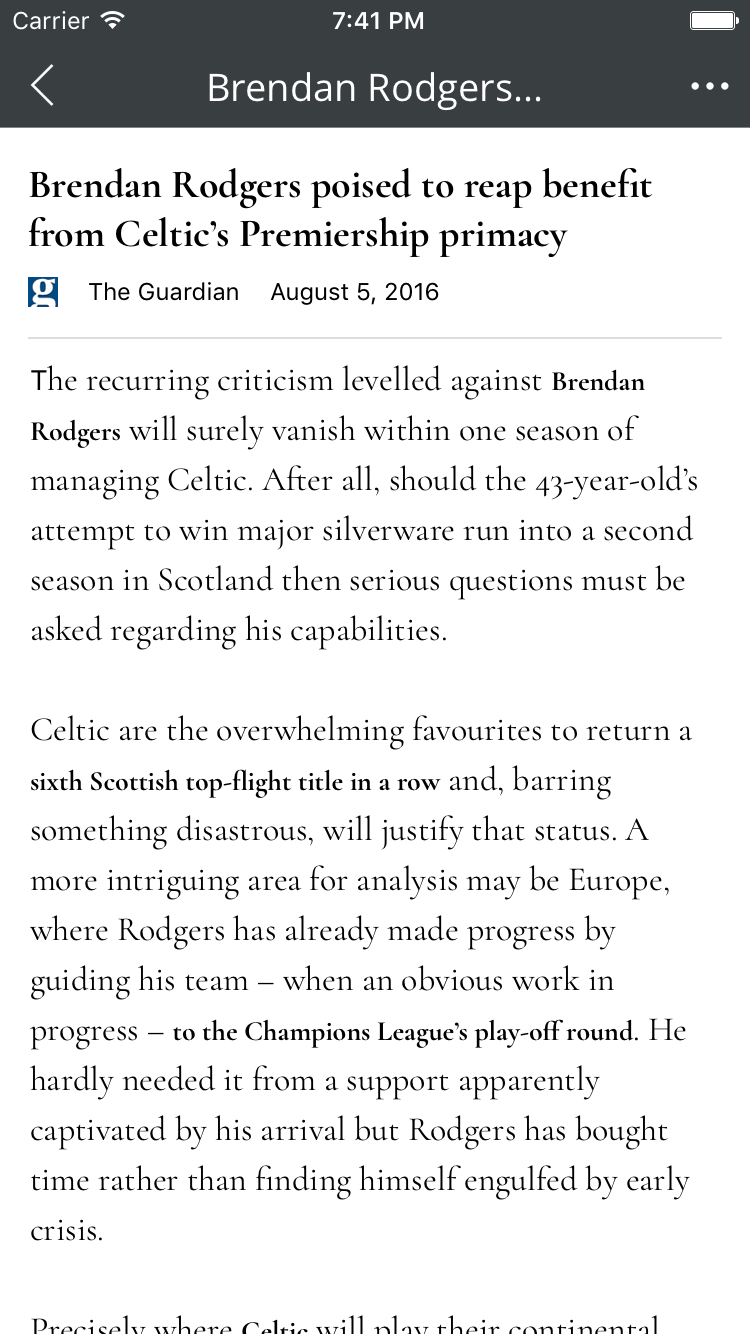 Carrier 7:41 PM
Brendan Rodgers...
Brendan Rodgers poised to reap benefit
from Celtic’s Premiership primacy
g The Guardian August 5, 2016
The recurring criticism levelled against Brendan
Rodgers will surely vanish within one season of
managing Celtic. After all, should the 43-year-old’s
attempt to win major silverware run into a second
season in Scotland then serious questions must be
asked regarding his capabilities.
Celtic are the overwhelming favourites to return a
sixth Scottish top-flight title in a row and, barring
something disastrous, will justify that status. A
more intriguing area for analysis may be Europe,
where Rodgers has already made progress by
guiding his team – when an obvious work in
progress – to the Champions League’s play-off round. He
hardly needed it from a support apparently
captivated by his arrival but Rodgers has bought
time rather than finding himself engulfed by early
crisis.
Precisely where Celtic will play their continental